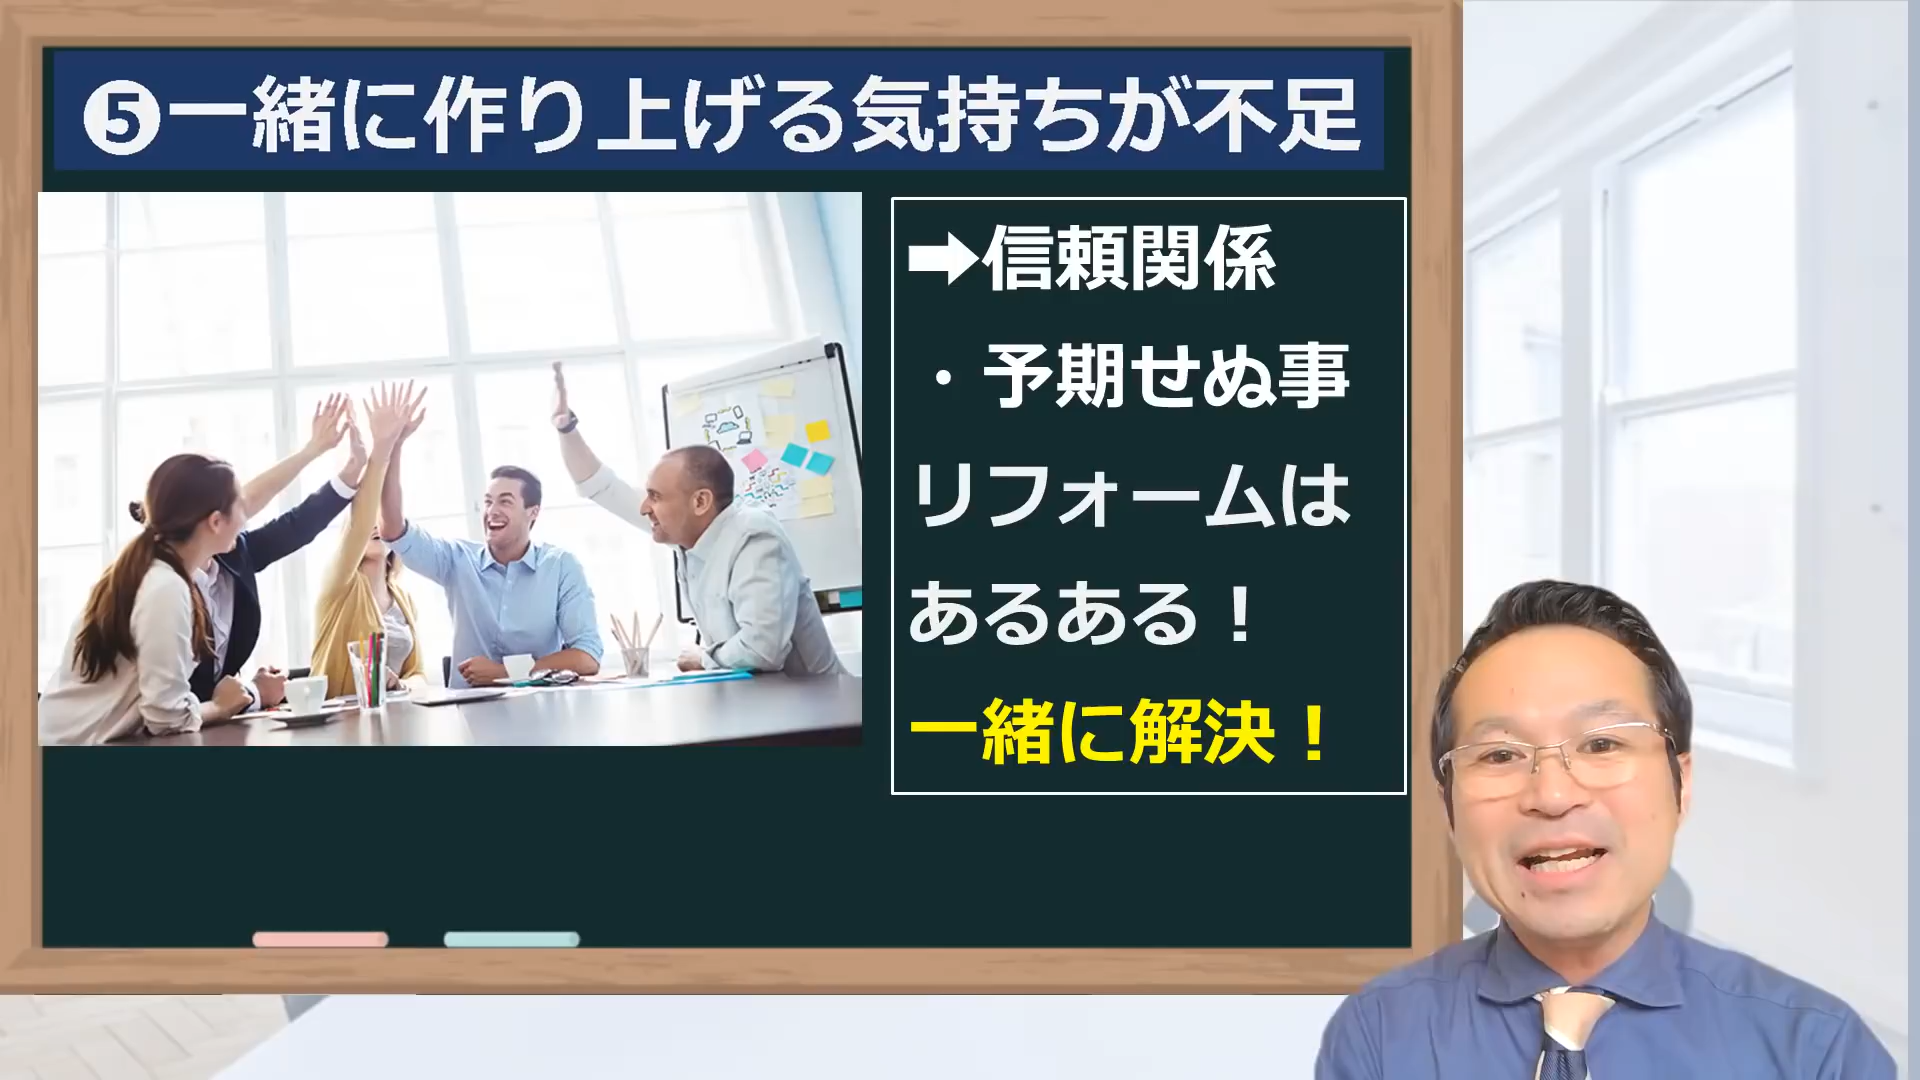 ❺一緒に作り上げる気持ちが不足
➡信頼関係
・予期せぬ事
リフォームは
あるある！
一緒に解決！